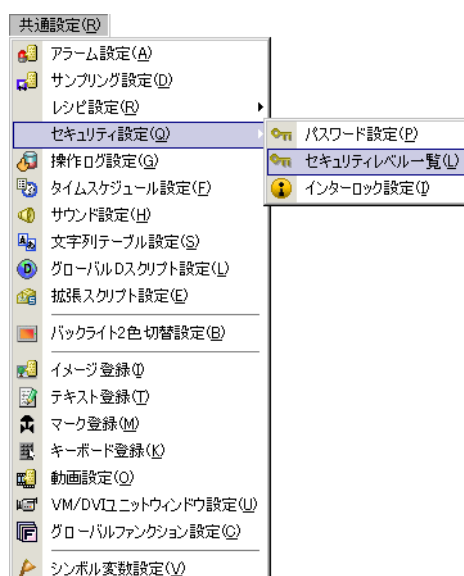 共通設定(R)
アラーム設定(A)
サンプリング設定(D)
レシピ設定(R)
セキュリティ設定(Q)
パスワード設定(P)
セキュリティレベル一覧(L)
インターロック設定(I)
操作ログ設定(G)
タイムスケジュール設定(F)
サウンド設定(H)
文字列テーブル設定(S)
グローバルDスクリプト設定(L)
拡張スクリプト設定(E)
バックライト2色切替設定(B)
イメージ登録(I)
テキスト登録(T)
マーク登録(M)
キーボード登録(K)
動画設定(O)
VM/DVIユニットウィンドウ設定(U)
グローバルファンクション設定(C)
シンボル変数設定(V)